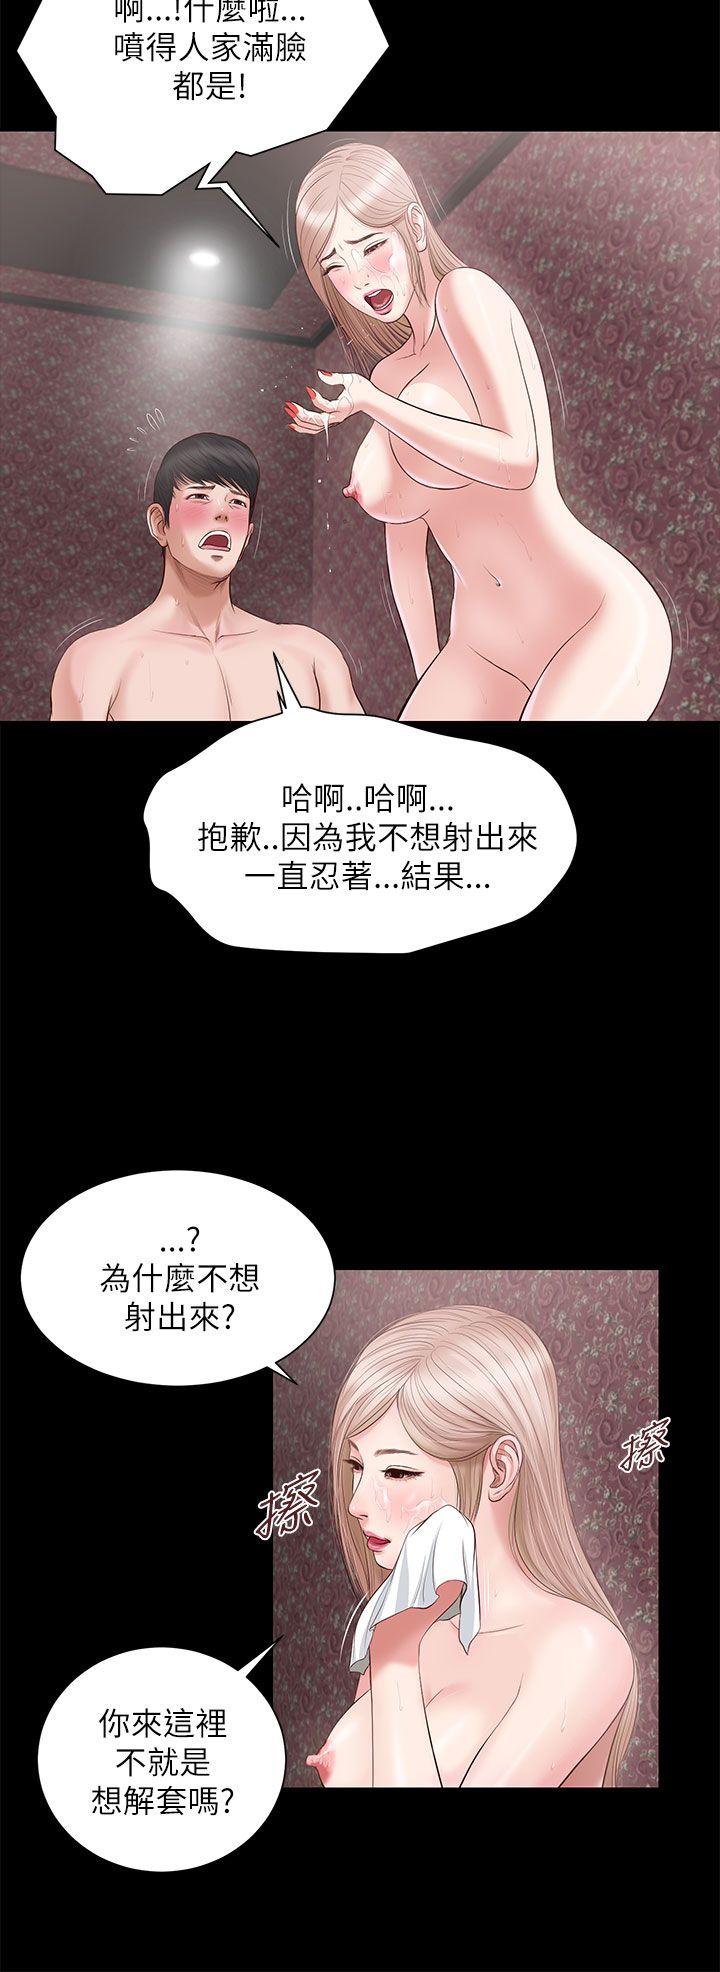 啊...!什麼啦...
噴得人家滿臉
都是!
哈啊..哈啊...
抱歉..因為我不想射出來
一直忍著...結果...
...?
為什麼不想
射出來?
擦
擦
你來這裡
不就是
想解套嗎?